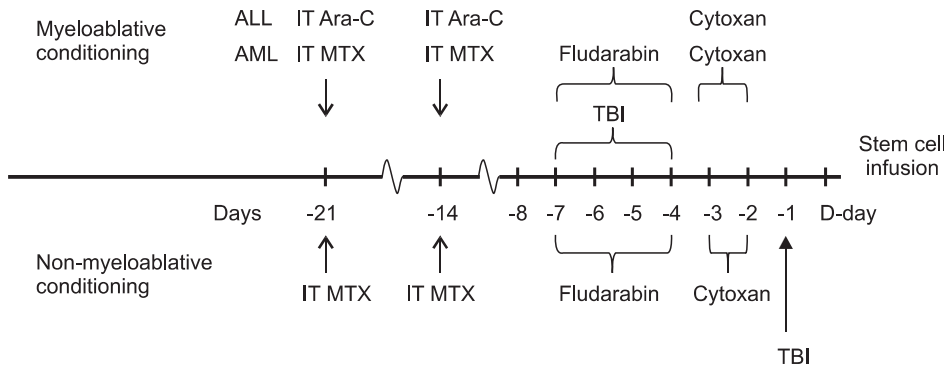 ALL IT Ara-C IT Ara-C Cytoxan
Myeloablative
conditioning
AML IT MTX IT MTX Fludarabin Cytoxan
TBI
Stem cell
infusion
Days -21 -14 -8 -7 -6 -5 -4 -3 -2 -1 D-day
Non-myeloablative
conditioning
IT MTX IT MTX Fludarabin Cytoxan
TBI